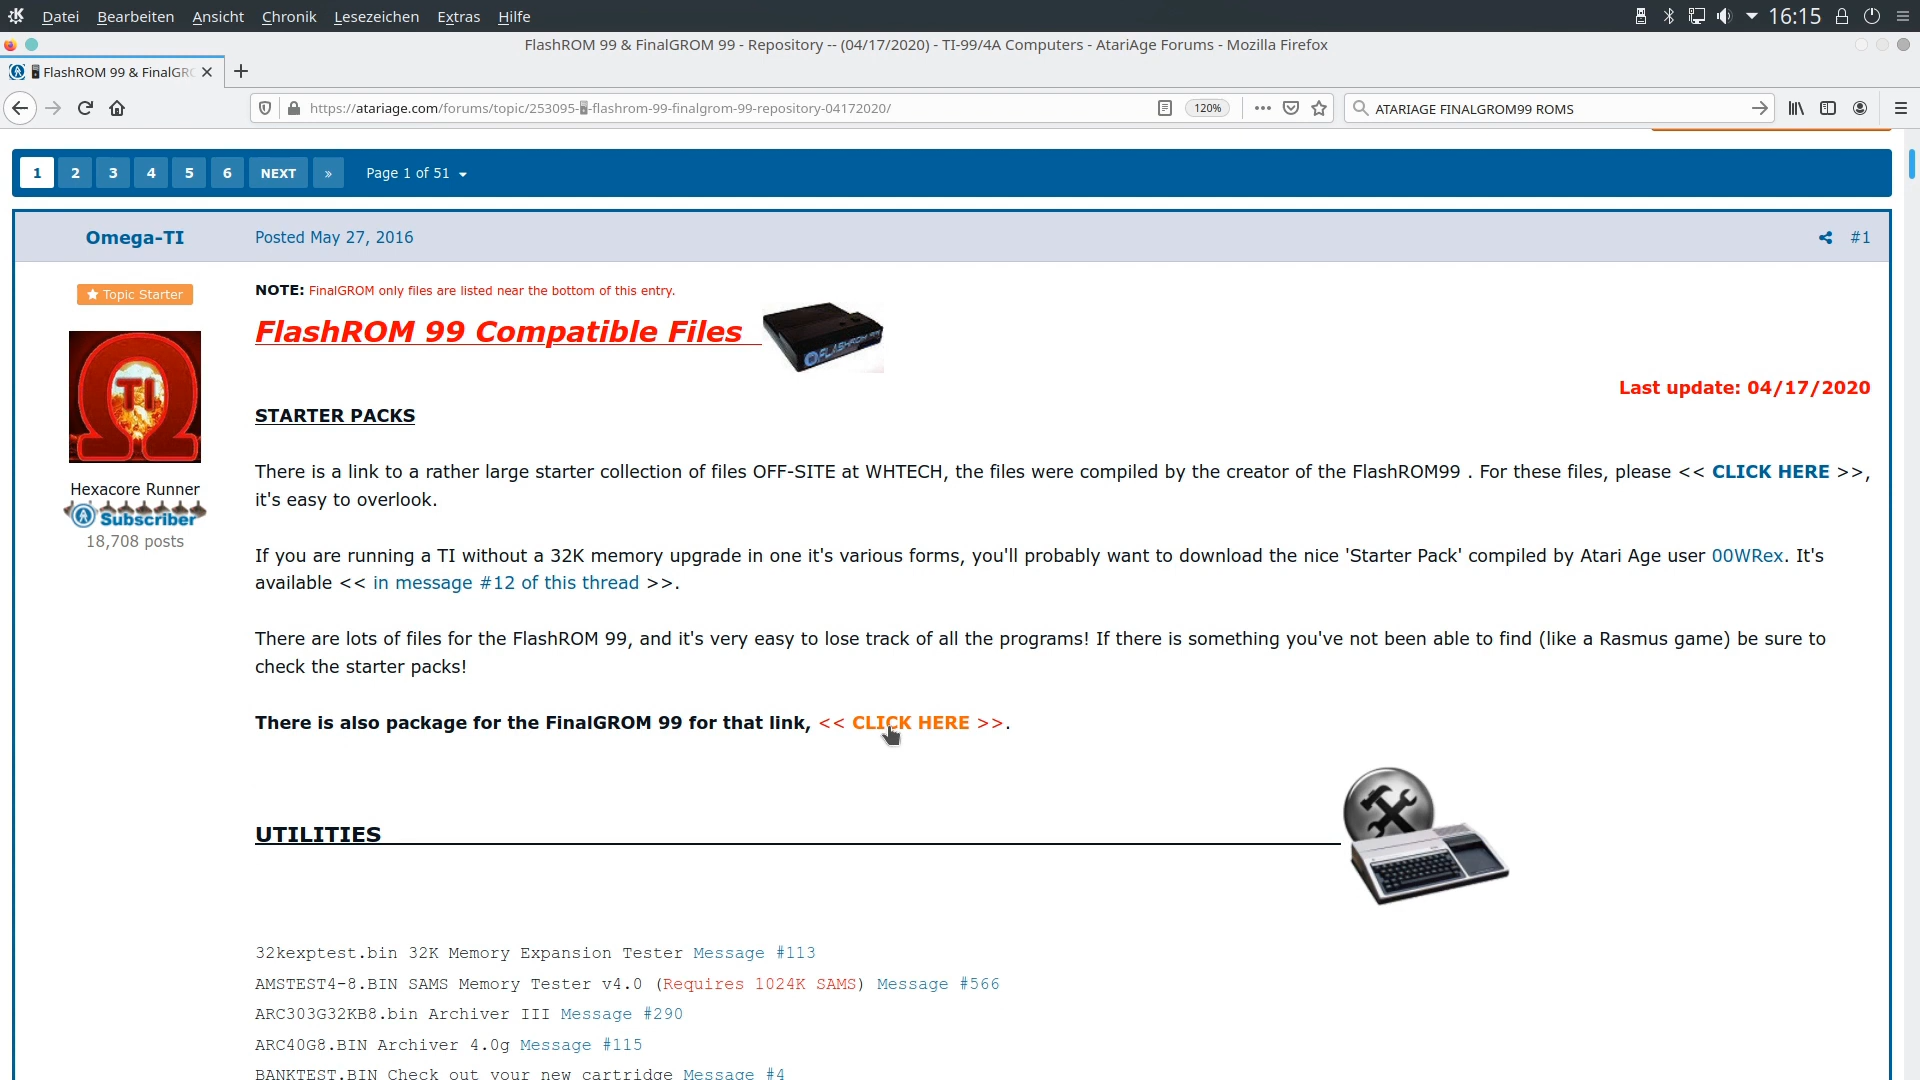 Datei Bearbeiten Ansicht Chronik Lesezeichen Extras Hilfe 16:15
FlashROM 99 & FinalGROM 99 - Repository -- (04/17/2020) - TI-99/4A Computers - AtariAge Forums - Mozilla Firefox
FlashROM 99 & FinalGRO
https://atariage.com/forums/topic/253095-🖥-flashrom-99-finalgrom-99-repository-04172020/ 120% ATARIAGE FINALGROM99 ROMS
1 2 3 4 5 6 NEXT » Page 1 of 51
Omega-TI Posted May 27, 2016 #1
Topic Starter
NOTE: FinalGROM only files are listed near the bottom of this entry.
FlashROM 99 Compatible Files
FLASHROM 99
Last update: 04/17/2020
TI
STARTER PACKS
There is a link to a rather large starter collection of files OFF-SITE at WHTECH, the files were compiled by the creator of the FlashROM99 . For these files, please << CLICK HERE >>,
it's easy to overlook.
Hexacore Runner
Subscriber
18,708 posts
If you are running a TI without a 32K memory upgrade in one it's various forms, you'll probably want to download the nice 'Starter Pack' compiled by Atari Age user 00WRex. It's
available << in message #12 of this thread >>.
There are lots of files for the FlashROM 99, and it's very easy to lose track of all the programs! If there is something you've not been able to find (like a Rasmus game) be sure to
check the starter packs!
There is also package for the FinalGROM 99 for that link, << CLICK HERE >>.
UTILITIES
32kexptest.bin 32K Memory Expansion Tester Message #113
AMSTEST4-8.BIN SAMS Memory Tester v4.0 (Requires 1024K SAMS) Message #566
ARC303G32KB8.bin Archiver III Message #290
ARC40G8.BIN Archiver 4.0g Message #115
BANKTEST.BIN Check out your new cartridge Message #4